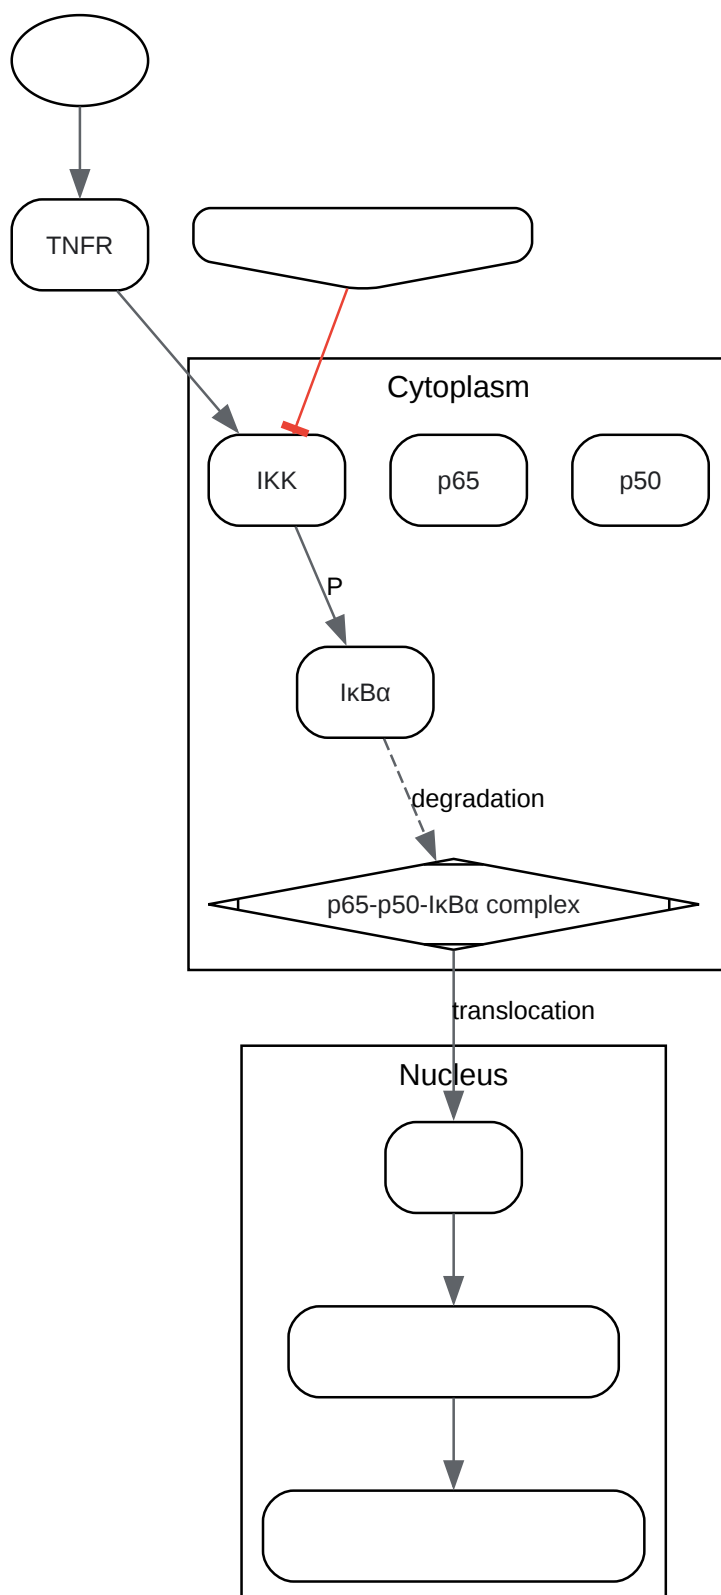 TNFR
Cytoplasm
IKK
p65
p50
P
IκBα
degradation
p65-p50-IκBα complex
translocation
Nucleus